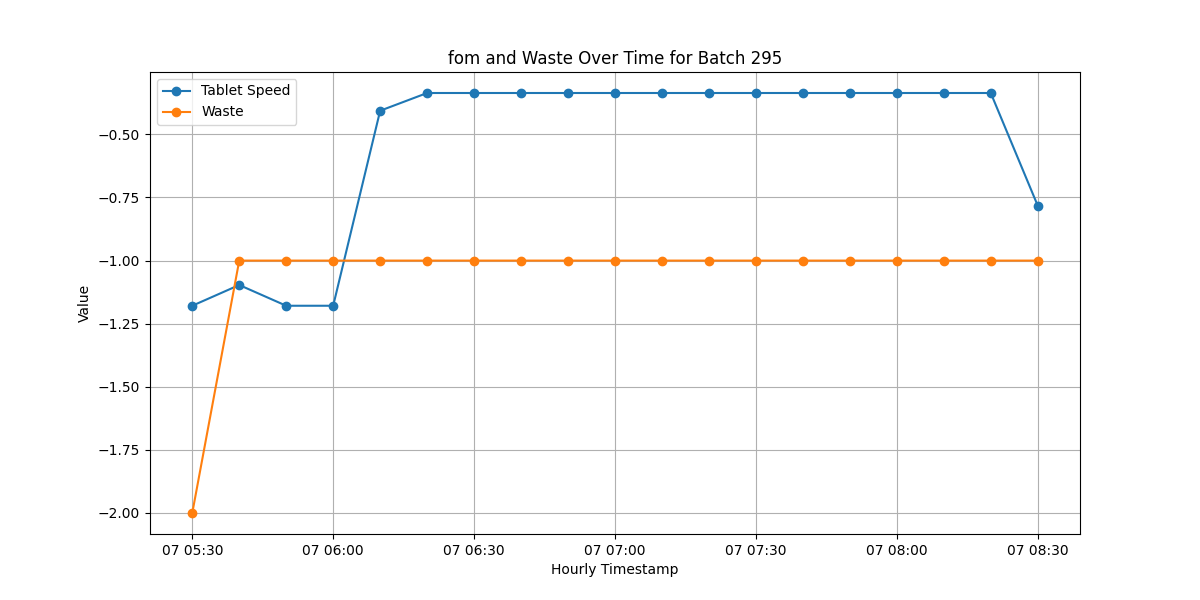 fom and Waste Over Time for Batch 295
Tablet Speed
Waste
Value
−0.50
−0.75
−1.00
−1.25
−1.50
−1.75
−2.00
07 05:30 07 06:00 07 06:30 07 07:00 07 07:30 07 08:00 07 08:30
Hourly Timestamp